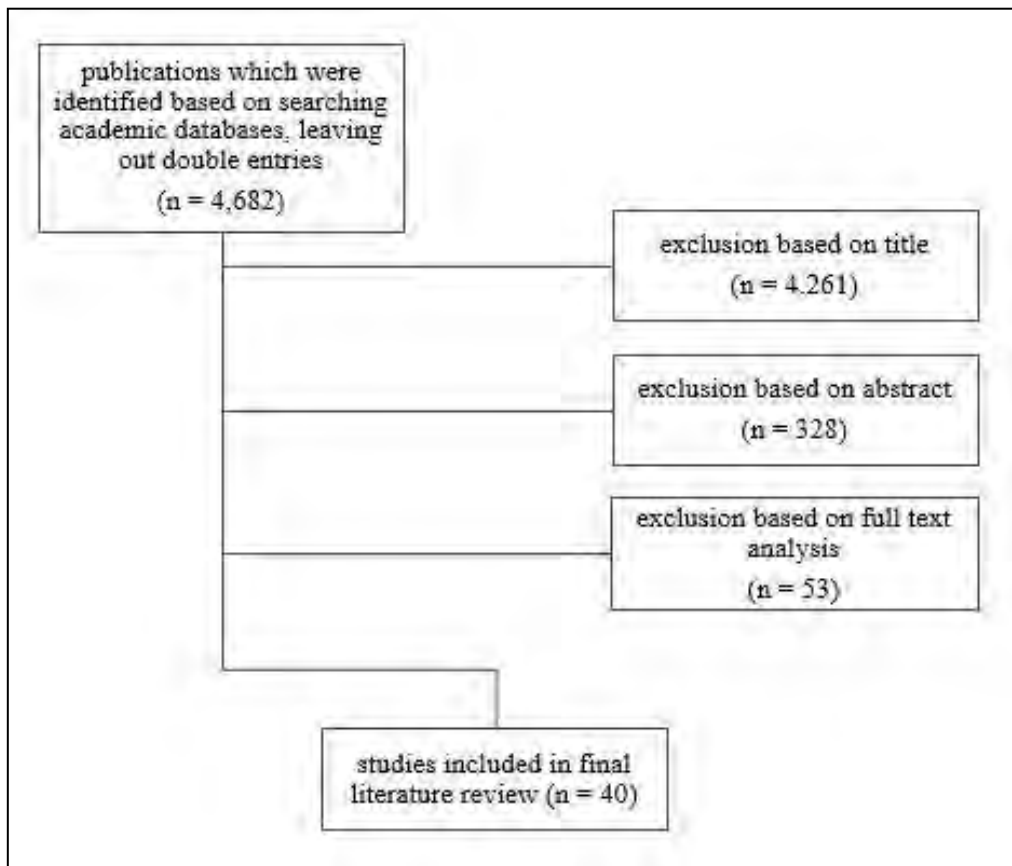 publications which were
identified based on searching
academic databases, leaving
out double entries
(n = 4,682)
exclusion based on title
(n = 4,261)
exclusion based on abstract
(n = 328)
exclusion based on full text
analysis
(n = 53)
studies included in final
literature review (n = 40)